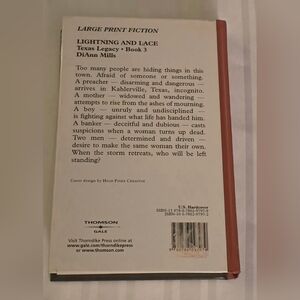 LARGE PRINT FICTION
LIGHTNING AND LACE
Texas Legacy • Book 3
DiAnn Mills
Too many people are hiding things in this
town. Afraid of someone or something.
A preacher — disarming and dangerous —
arrives in Kahlerville, Texas, incognito.
A mother — widowed and wandering —
attempts to rise from the ashes of mourning.
A boy — unruly and undisciplined —
is fighting against what life has handed him.
A banker — deceitful and dubious — casts
suspicions when a woman turns up dead.
Two men — determined and driven —
desire to make the same woman their own.
When the storm retreats, who will be left
standing?
Cover design by High Pines Creative
THOMSON
GALE
Visit Thorndike Press online at
www.gale.com/thorndikepress
or www.thomson.com
U.S. Hardcover